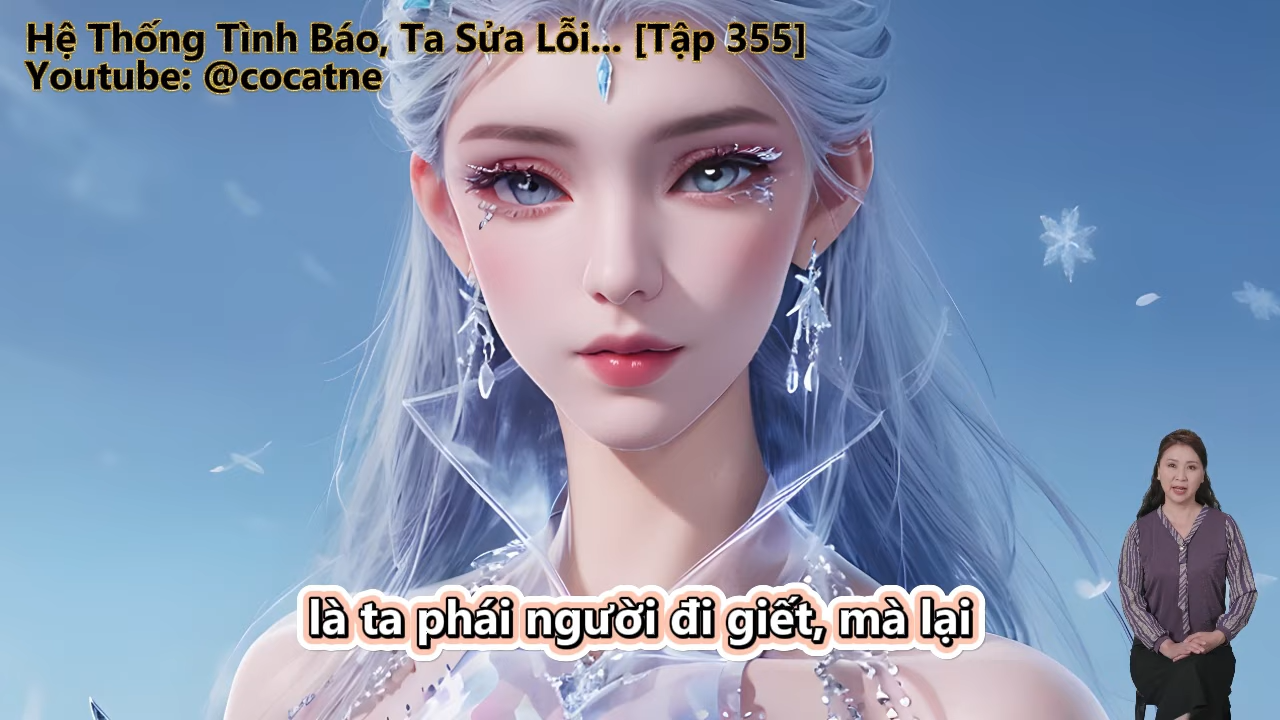 Hệ Thống Tình Báo, Ta Sửa Lỗi... [Tập 355]
Youtube: @cocatne
là ta phái người đi giết, mà lại